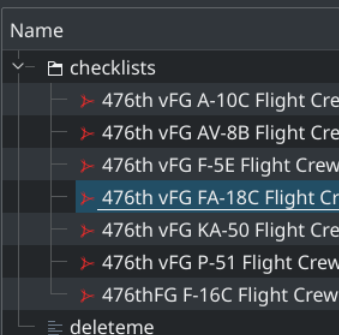 Name
checklists
476th vFG A-10C Flight Cre
476th vFG AV-8B Flight Cre
476th vFG F-5E Flight Crew
476th vFG FA-18C Flight Cr
476th vFG KA-50 Flight Cre
476th vFG P-51 Flight Crew
476thFG F-16C Flight Crew
deleteme